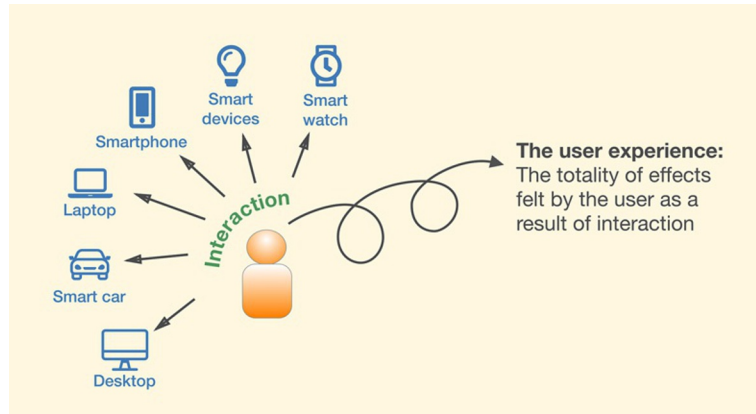 Smart
devices
Smart
watch
Smartphone
Laptop
Smart car
Desktop
Interaction
The user experience:
The totality of effects
felt by the user as a
result of interaction